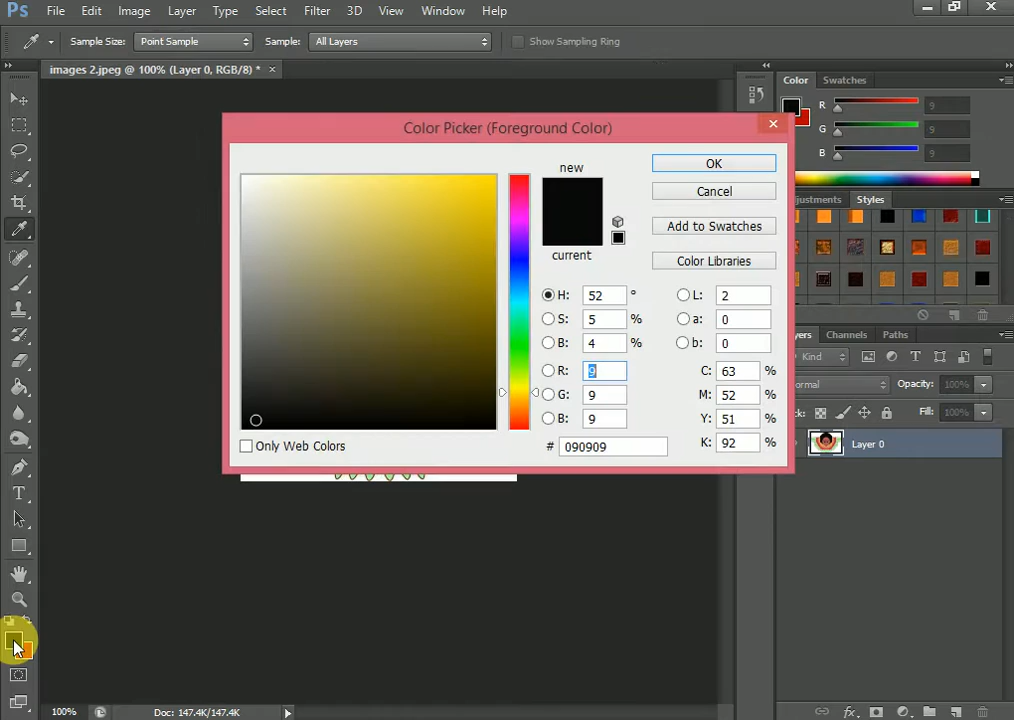 Ps File Edit Image Layer Type Select Filter 3D View Window Help
Sample Size: Point Sample Sample: All Layers Show Sampling Ring
images 2.jpeg @ 100% (Layer 0, RGB/8) * ×
Color Swatches
R 9
G 9
B 9
Color Picker (Foreground Color)
new
current
OK
Cancel
Add to Swatches
Color Libraries
H: 52 °
S: 5 %
B: 4 %
R: 9
G: 9
B: 9
# 090909
L: 2
a: 0
b: 0
C: 63 %
M: 52 %
Y: 51 %
K: 92 %
Only Web Colors
djustments Styles
yers Channels Paths
Kind
ormal Opacity: 100%
ck: Fill: 100%
Layer 0
100% Doc: 147.4K/147.4K